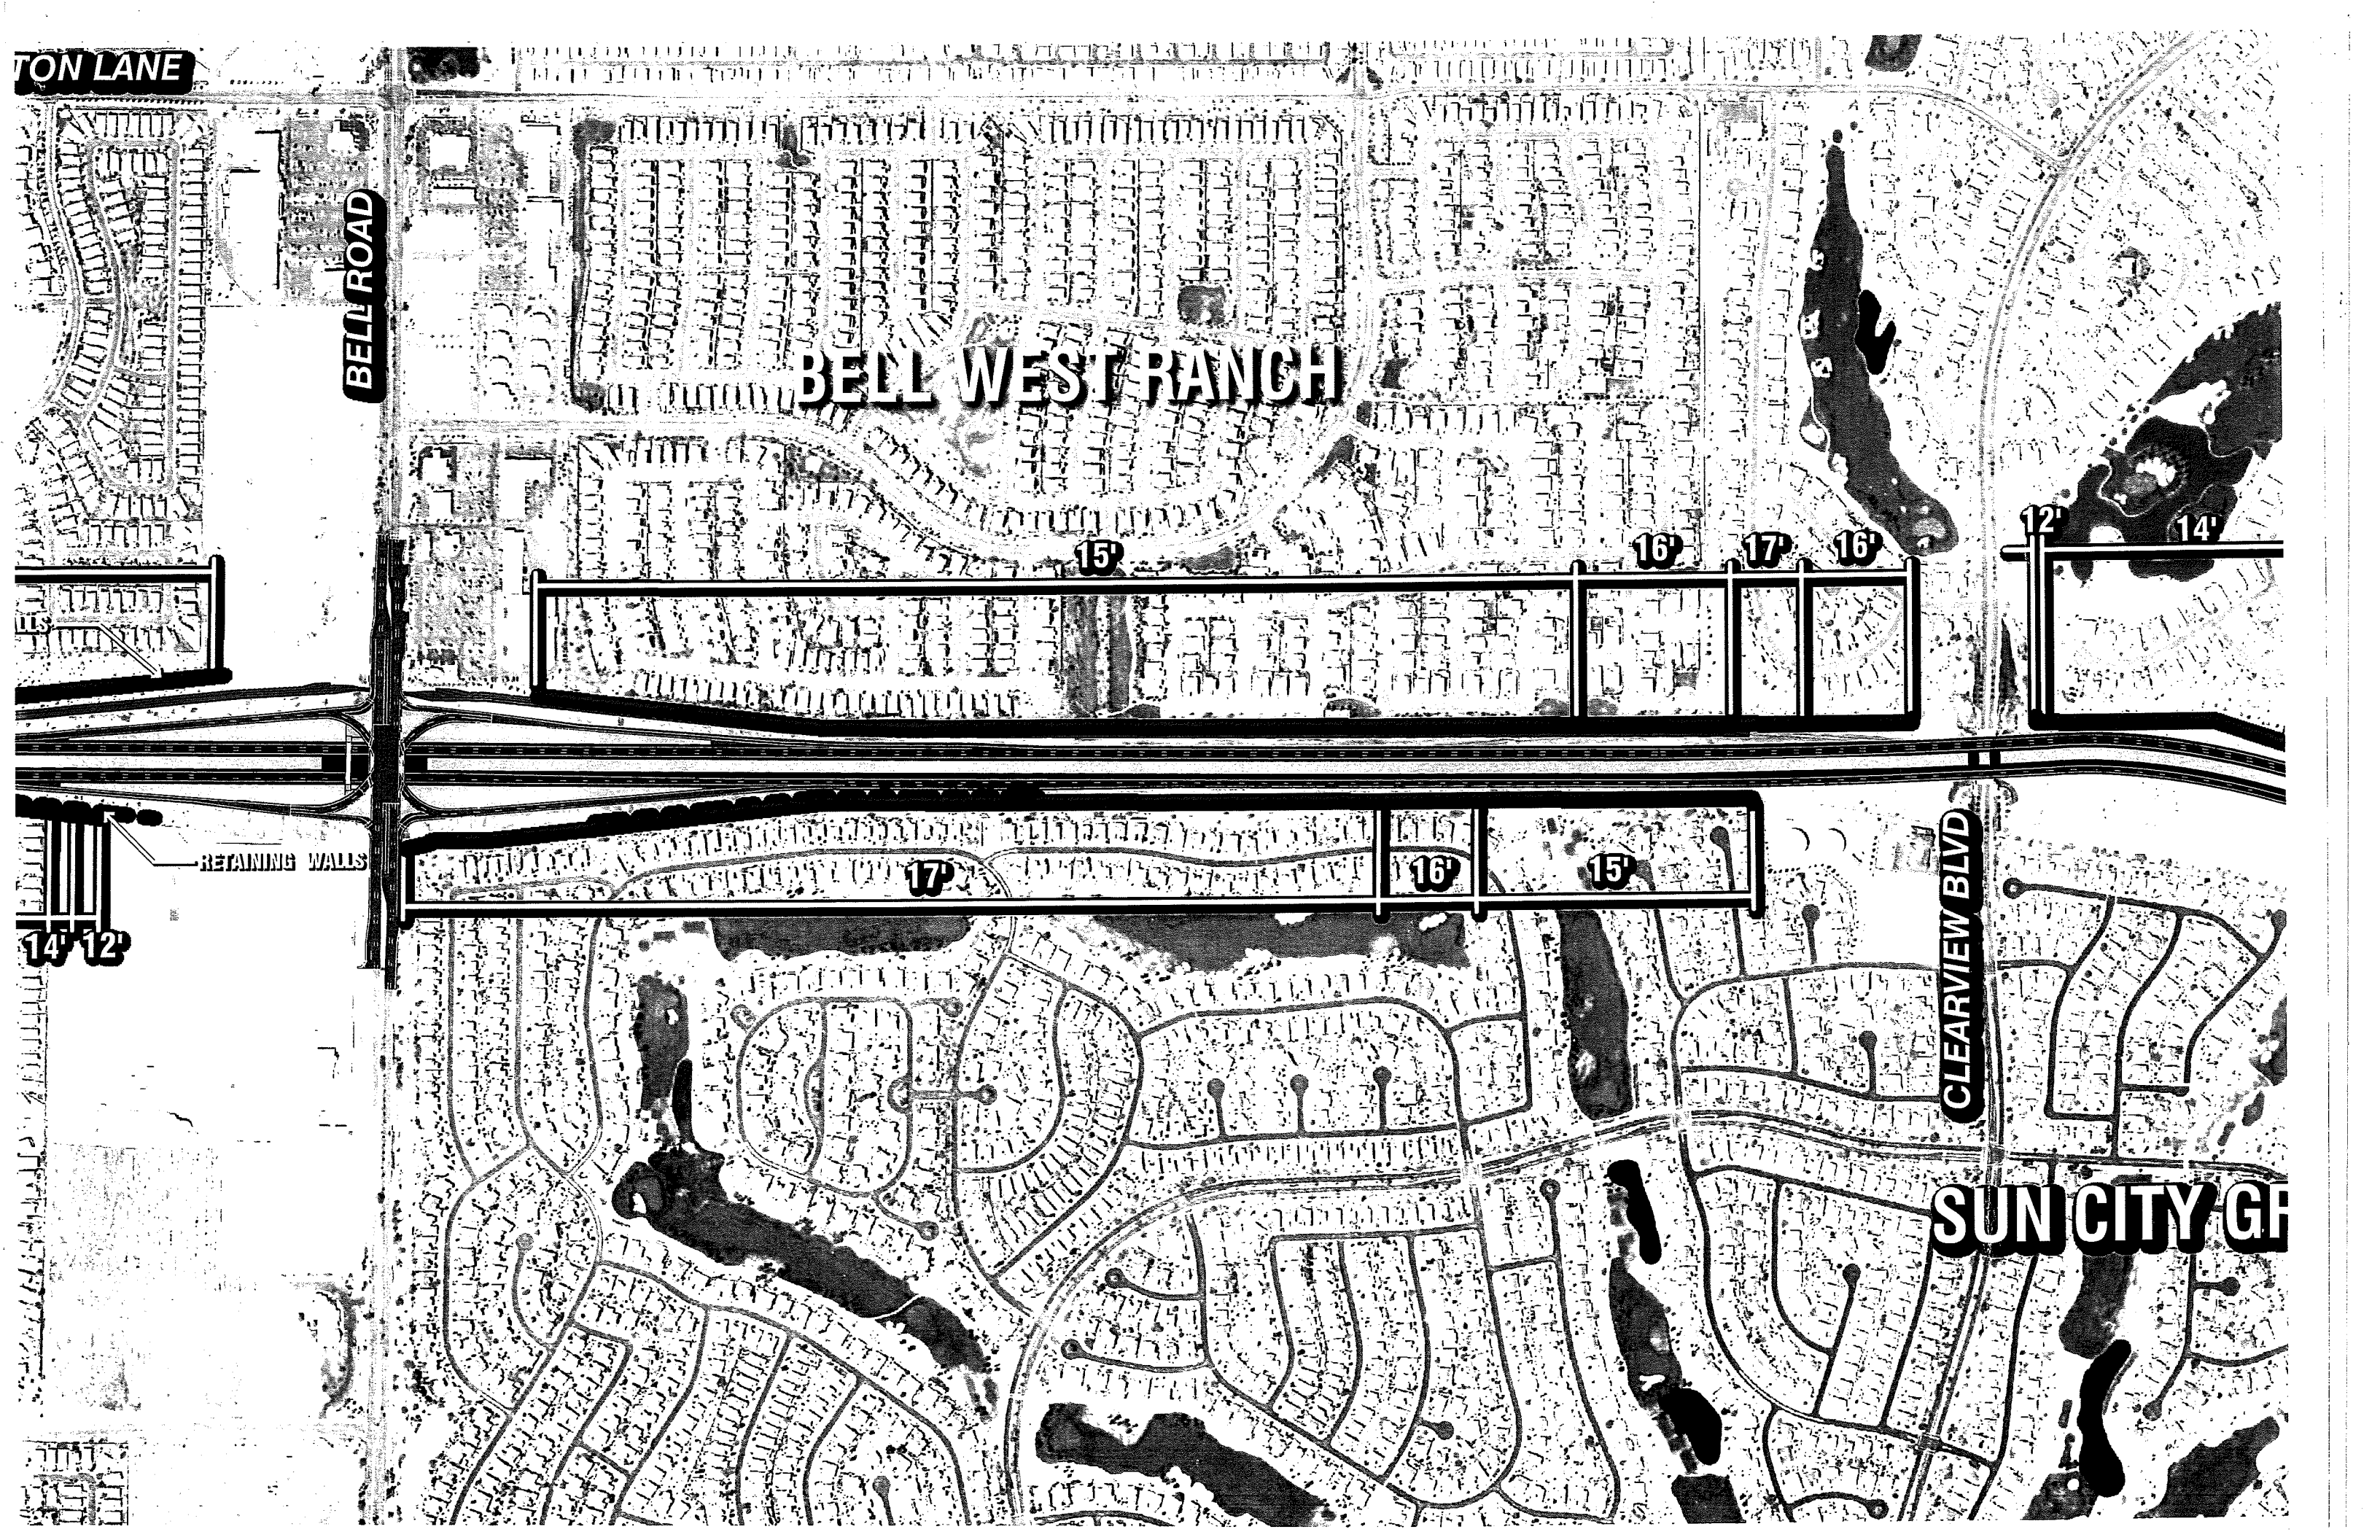 TON LANE
BELL ROAD
BELL WEST RANCH
15'
16'
17'
16'
12'
14'
LLS
RETAINING WALLS
17'
16'
15'
14'
12'
CLEARVIEW BLVD
SUN CITY GR